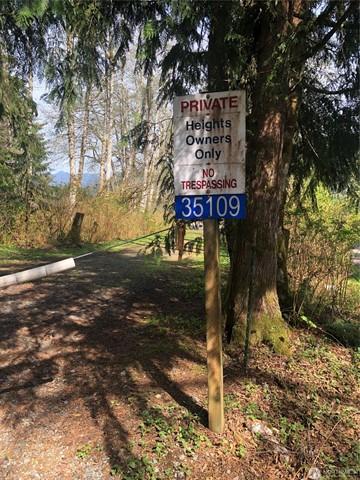 PRIVATE
Heights
Owners
Only
NO
TRESPASSING
35109